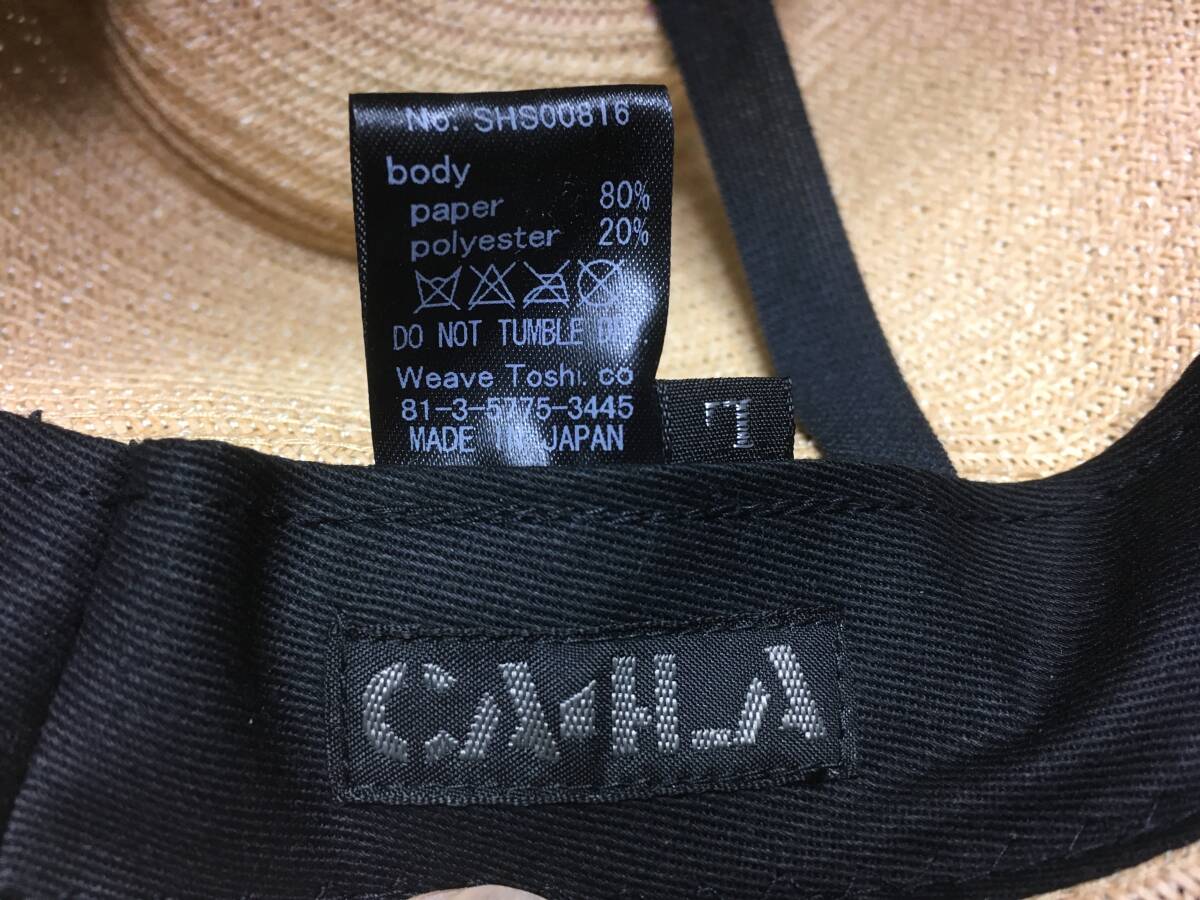 No. SHS00816
body
paper 80%
polyester 20%
DO NOT TUMBLE
Weave Toshi. co
81-3-5775-3445
MADE IN JAPAN
L
CA4LA